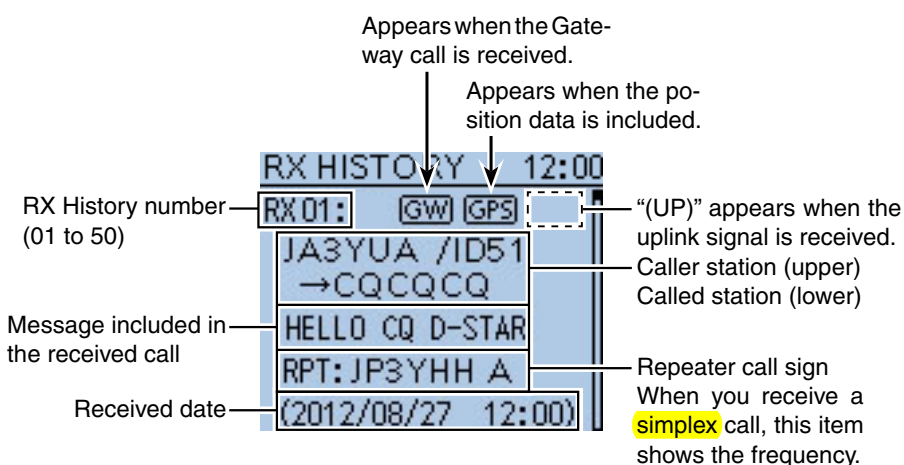 Appears when the Gate-
way call is received.
Appears when the po-
sition data is included.
RX HISTORY 12:00
RX History number
(01 to 50)
RX 01: GW GPS
"(UP)" appears when the
uplink signal is received.
JA3YUA /ID51
→CQCQCQ
Caller station (upper)
Called station (lower)
Message included in
the received call
HELLO CQ D-STAR
RPT:JP3YHH A
Repeater call sign
When you receive a
simplex call, this item
shows the frequency.
Received date
(2012/08/27 12:00)